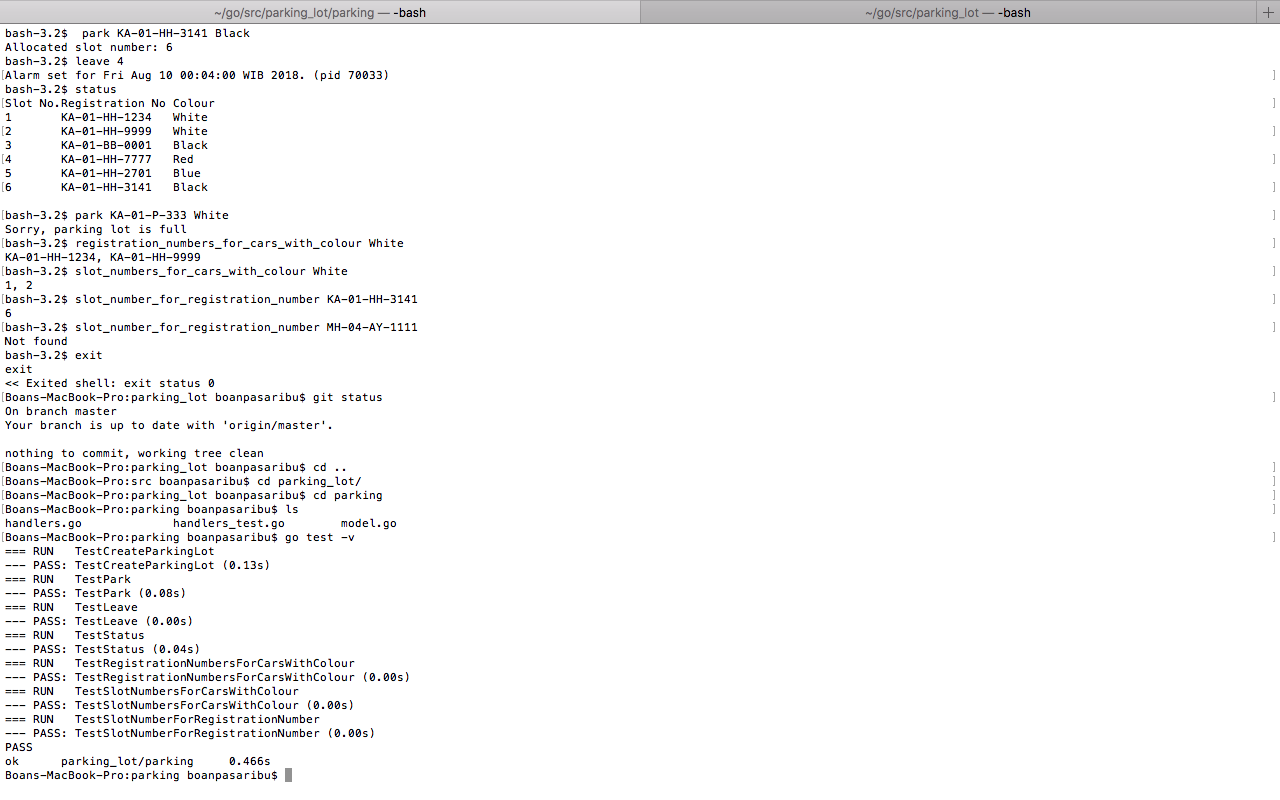 ~/go/src/parking_lot/parking — -bash
~/go/src/parking_lot — -bash
+
bash-3.2$  park KA-01-HH-3141 Black
Allocated slot number: 6
bash-3.2$ leave 4
[Alarm set for Fri Aug 10 00:04:00 WIB 2018. (pid 70033) ]
bash-3.2$ status
[Slot No.Registration No Colour ]
1       KA-01-HH-1234   White
[2       KA-01-HH-9999   White ]
3       KA-01-BB-0001   Black
[4       KA-01-HH-7777   Red ]
5       KA-01-HH-2701   Blue
[6       KA-01-HH-3141   Black ]
[bash-3.2$ park KA-01-P-333 White ]
Sorry, parking lot is full
[bash-3.2$ registration_numbers_for_cars_with_colour White ]
KA-01-HH-1234, KA-01-HH-9999
[bash-3.2$ slot_numbers_for_cars_with_colour White ]
1, 2
[bash-3.2$ slot_number_for_registration_number KA-01-HH-3141 ]
6
[bash-3.2$ slot_number_for_registration_number MH-04-AY-1111 ]
Not found
bash-3.2$ exit
exit
<< Exited shell: exit status 0
[Boans-MacBook-Pro:parking_lot boanpasaribu$ git status ]
On branch master
Your branch is up to date with 'origin/master'.
nothing to commit, working tree clean
[Boans-MacBook-Pro:parking_lot boanpasaribu$ cd .. ]
[Boans-MacBook-Pro:src boanpasaribu$ cd parking_lot/ ]
[Boans-MacBook-Pro:parking_lot boanpasaribu$ cd parking ]
[Boans-MacBook-Pro:parking boanpasaribu$ ls ]
handlers.go             handlers_test.go        model.go
[Boans-MacBook-Pro:parking boanpasaribu$ go test -v ]
=== RUN   TestCreateParkingLot
--- PASS: TestCreateParkingLot (0.13s)
=== RUN   TestPark
--- PASS: TestPark (0.08s)
=== RUN   TestLeave
--- PASS: TestLeave (0.00s)
=== RUN   TestStatus
--- PASS: TestStatus (0.04s)
=== RUN   TestRegistrationNumbersForCarsWithColour
--- PASS: TestRegistrationNumbersForCarsWithColour (0.00s)
=== RUN   TestSlotNumbersForCarsWithColour
--- PASS: TestSlotNumbersForCarsWithColour (0.00s)
=== RUN   TestSlotNumberForRegistrationNumber
--- PASS: TestSlotNumberForRegistrationNumber (0.00s)
PASS
ok      parking_lot/parking     0.466s
Boans-MacBook-Pro:parking boanpasaribu$